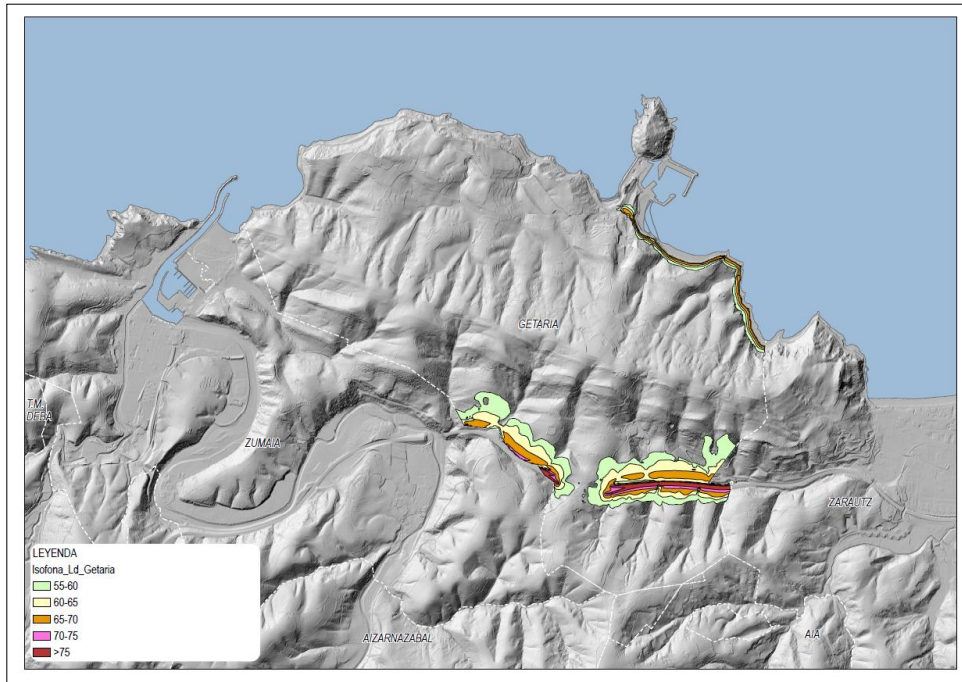 GETARIA
T.M.
DEBA
ZUMAIA
ZARAUTZ
AIZARNAZABAL
AIA
LEYENDA
Isofona_Ld_Getaria
55-60
60-65
65-70
70-75
>75